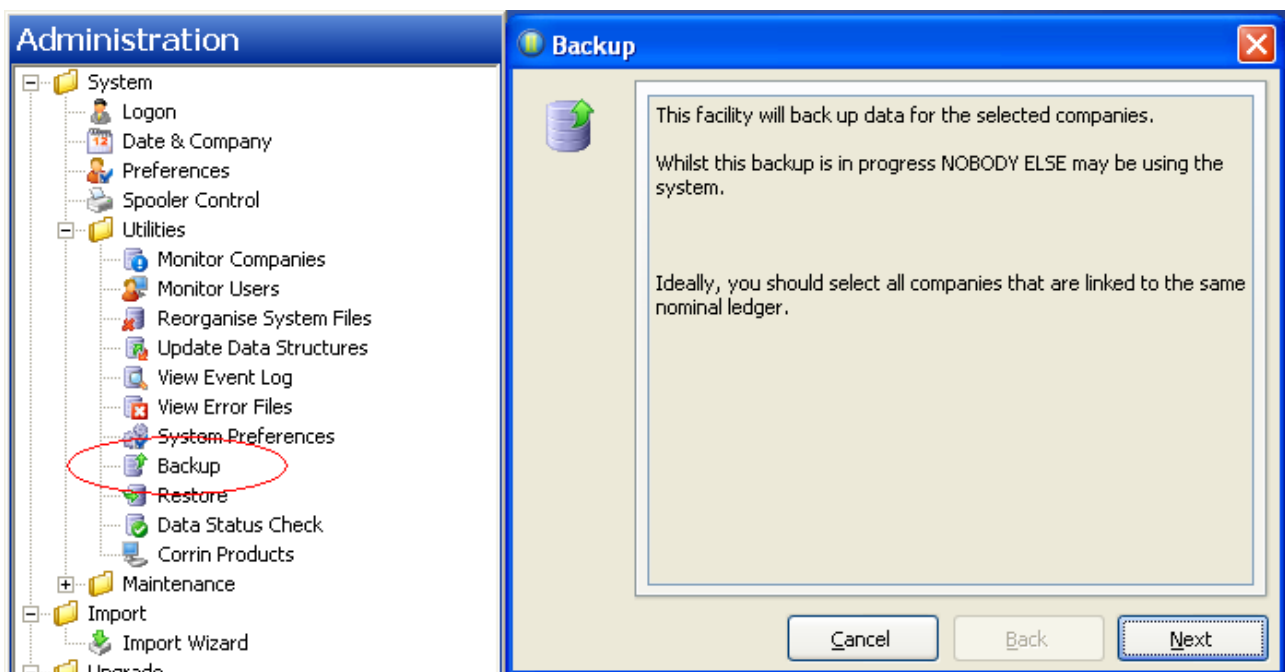 Administration
System
Logon
Date & Company
Preferences
Spooler Control
Utilities
Monitor Companies
Monitor Users
Reorganise System Files
Update Data Structures
View Event Log
View Error Files
System Preferences
Backup
Restore
Data Status Check
Corrin Products
Maintenance
Import
Import Wizard
Upgrade
Backup
This facility will back up data for the selected companies.
Whilst this backup is in progress NOBODY ELSE may be using the
system.
Ideally, you should select all companies that are linked to the same
nominal ledger.
Cancel
Back
Next